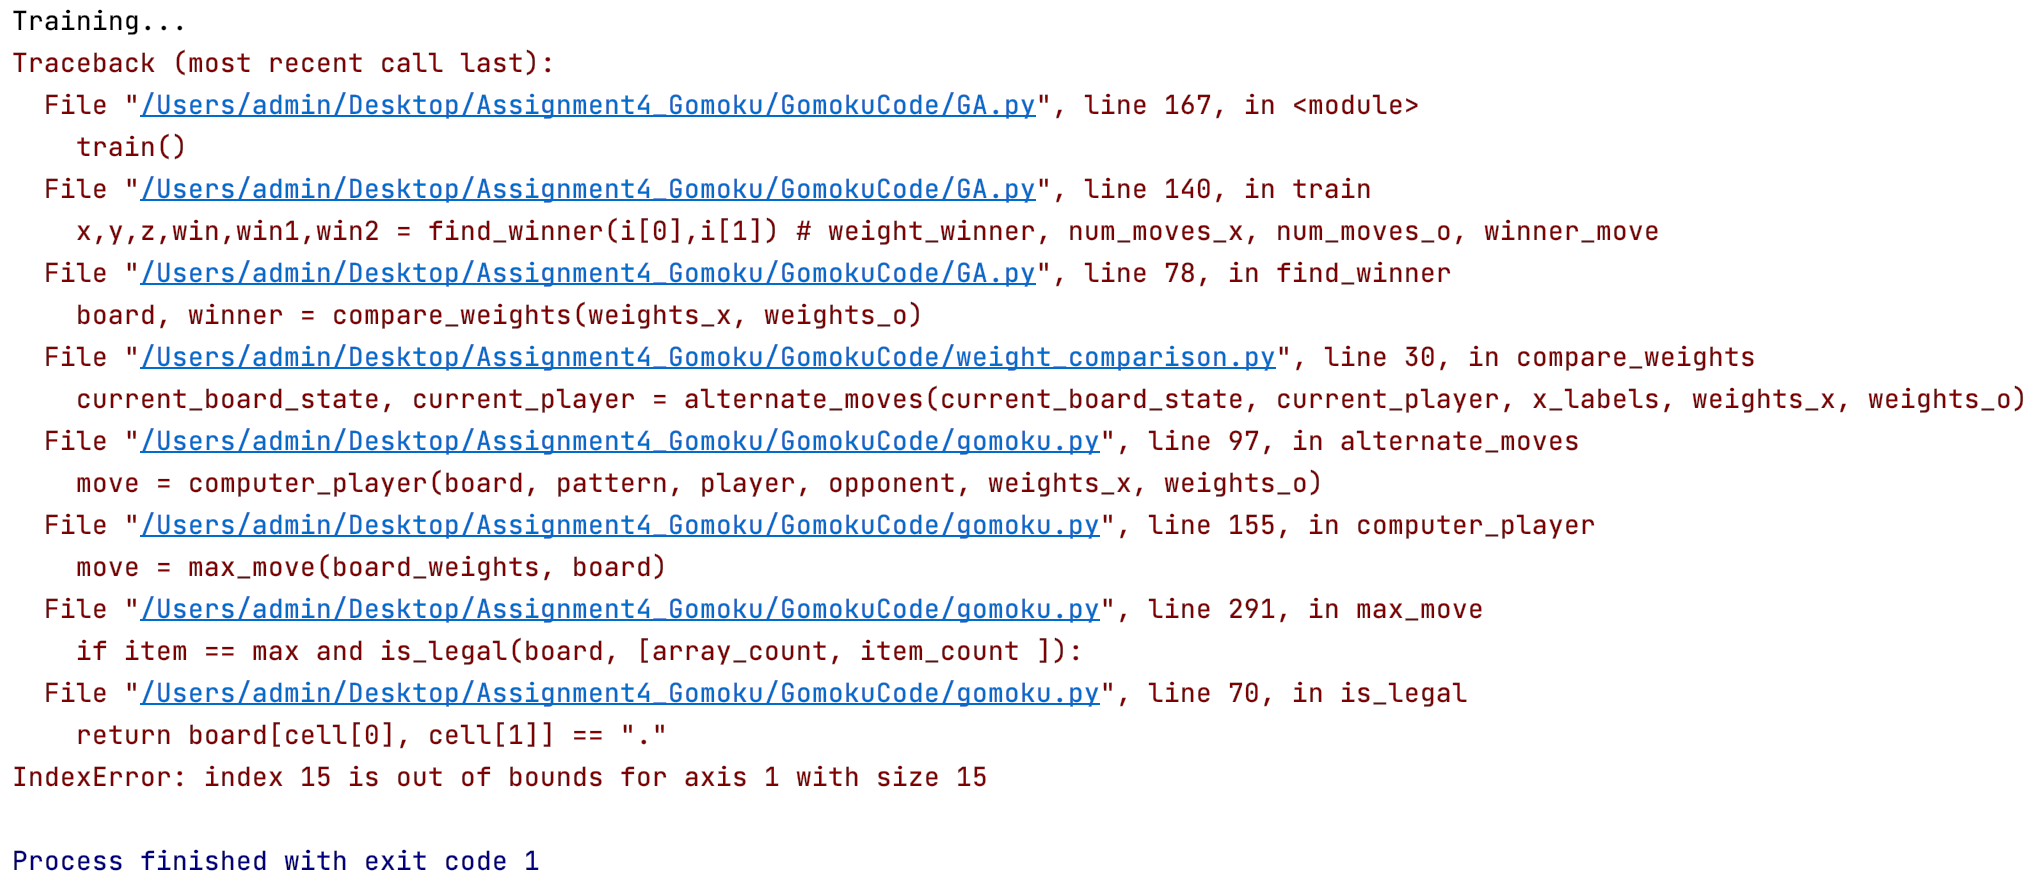 Training...
Traceback (most recent call last):
  File "/Users/admin/Desktop/Assignment4_Gomoku/GomokuCode/GA.py", line 167, in <module>
    train()
  File "/Users/admin/Desktop/Assignment4_Gomoku/GomokuCode/GA.py", line 140, in train
    x,y,z,win,win1,win2 = find_winner(i[0],i[1]) # weight_winner, num_moves_x, num_moves_o, winner_move
  File "/Users/admin/Desktop/Assignment4_Gomoku/GomokuCode/GA.py", line 78, in find_winner
    board, winner = compare_weights(weights_x, weights_o)
  File "/Users/admin/Desktop/Assignment4_Gomoku/GomokuCode/weight_comparison.py", line 30, in compare_weights
    current_board_state, current_player = alternate_moves(current_board_state, current_player, x_labels, weights_x, weights_o)
  File "/Users/admin/Desktop/Assignment4_Gomoku/GomokuCode/gomoku.py", line 97, in alternate_moves
    move = computer_player(board, pattern, player, opponent, weights_x, weights_o)
  File "/Users/admin/Desktop/Assignment4_Gomoku/GomokuCode/gomoku.py", line 155, in computer_player
    move = max_move(board_weights, board)
  File "/Users/admin/Desktop/Assignment4_Gomoku/GomokuCode/gomoku.py", line 291, in max_move
    if item == max and is_legal(board, [array_count, item_count ]):
  File "/Users/admin/Desktop/Assignment4_Gomoku/GomokuCode/gomoku.py", line 70, in is_legal
    return board[cell[0], cell[1]] == "."
IndexError: index 15 is out of bounds for axis 1 with size 15

Process finished with exit code 1